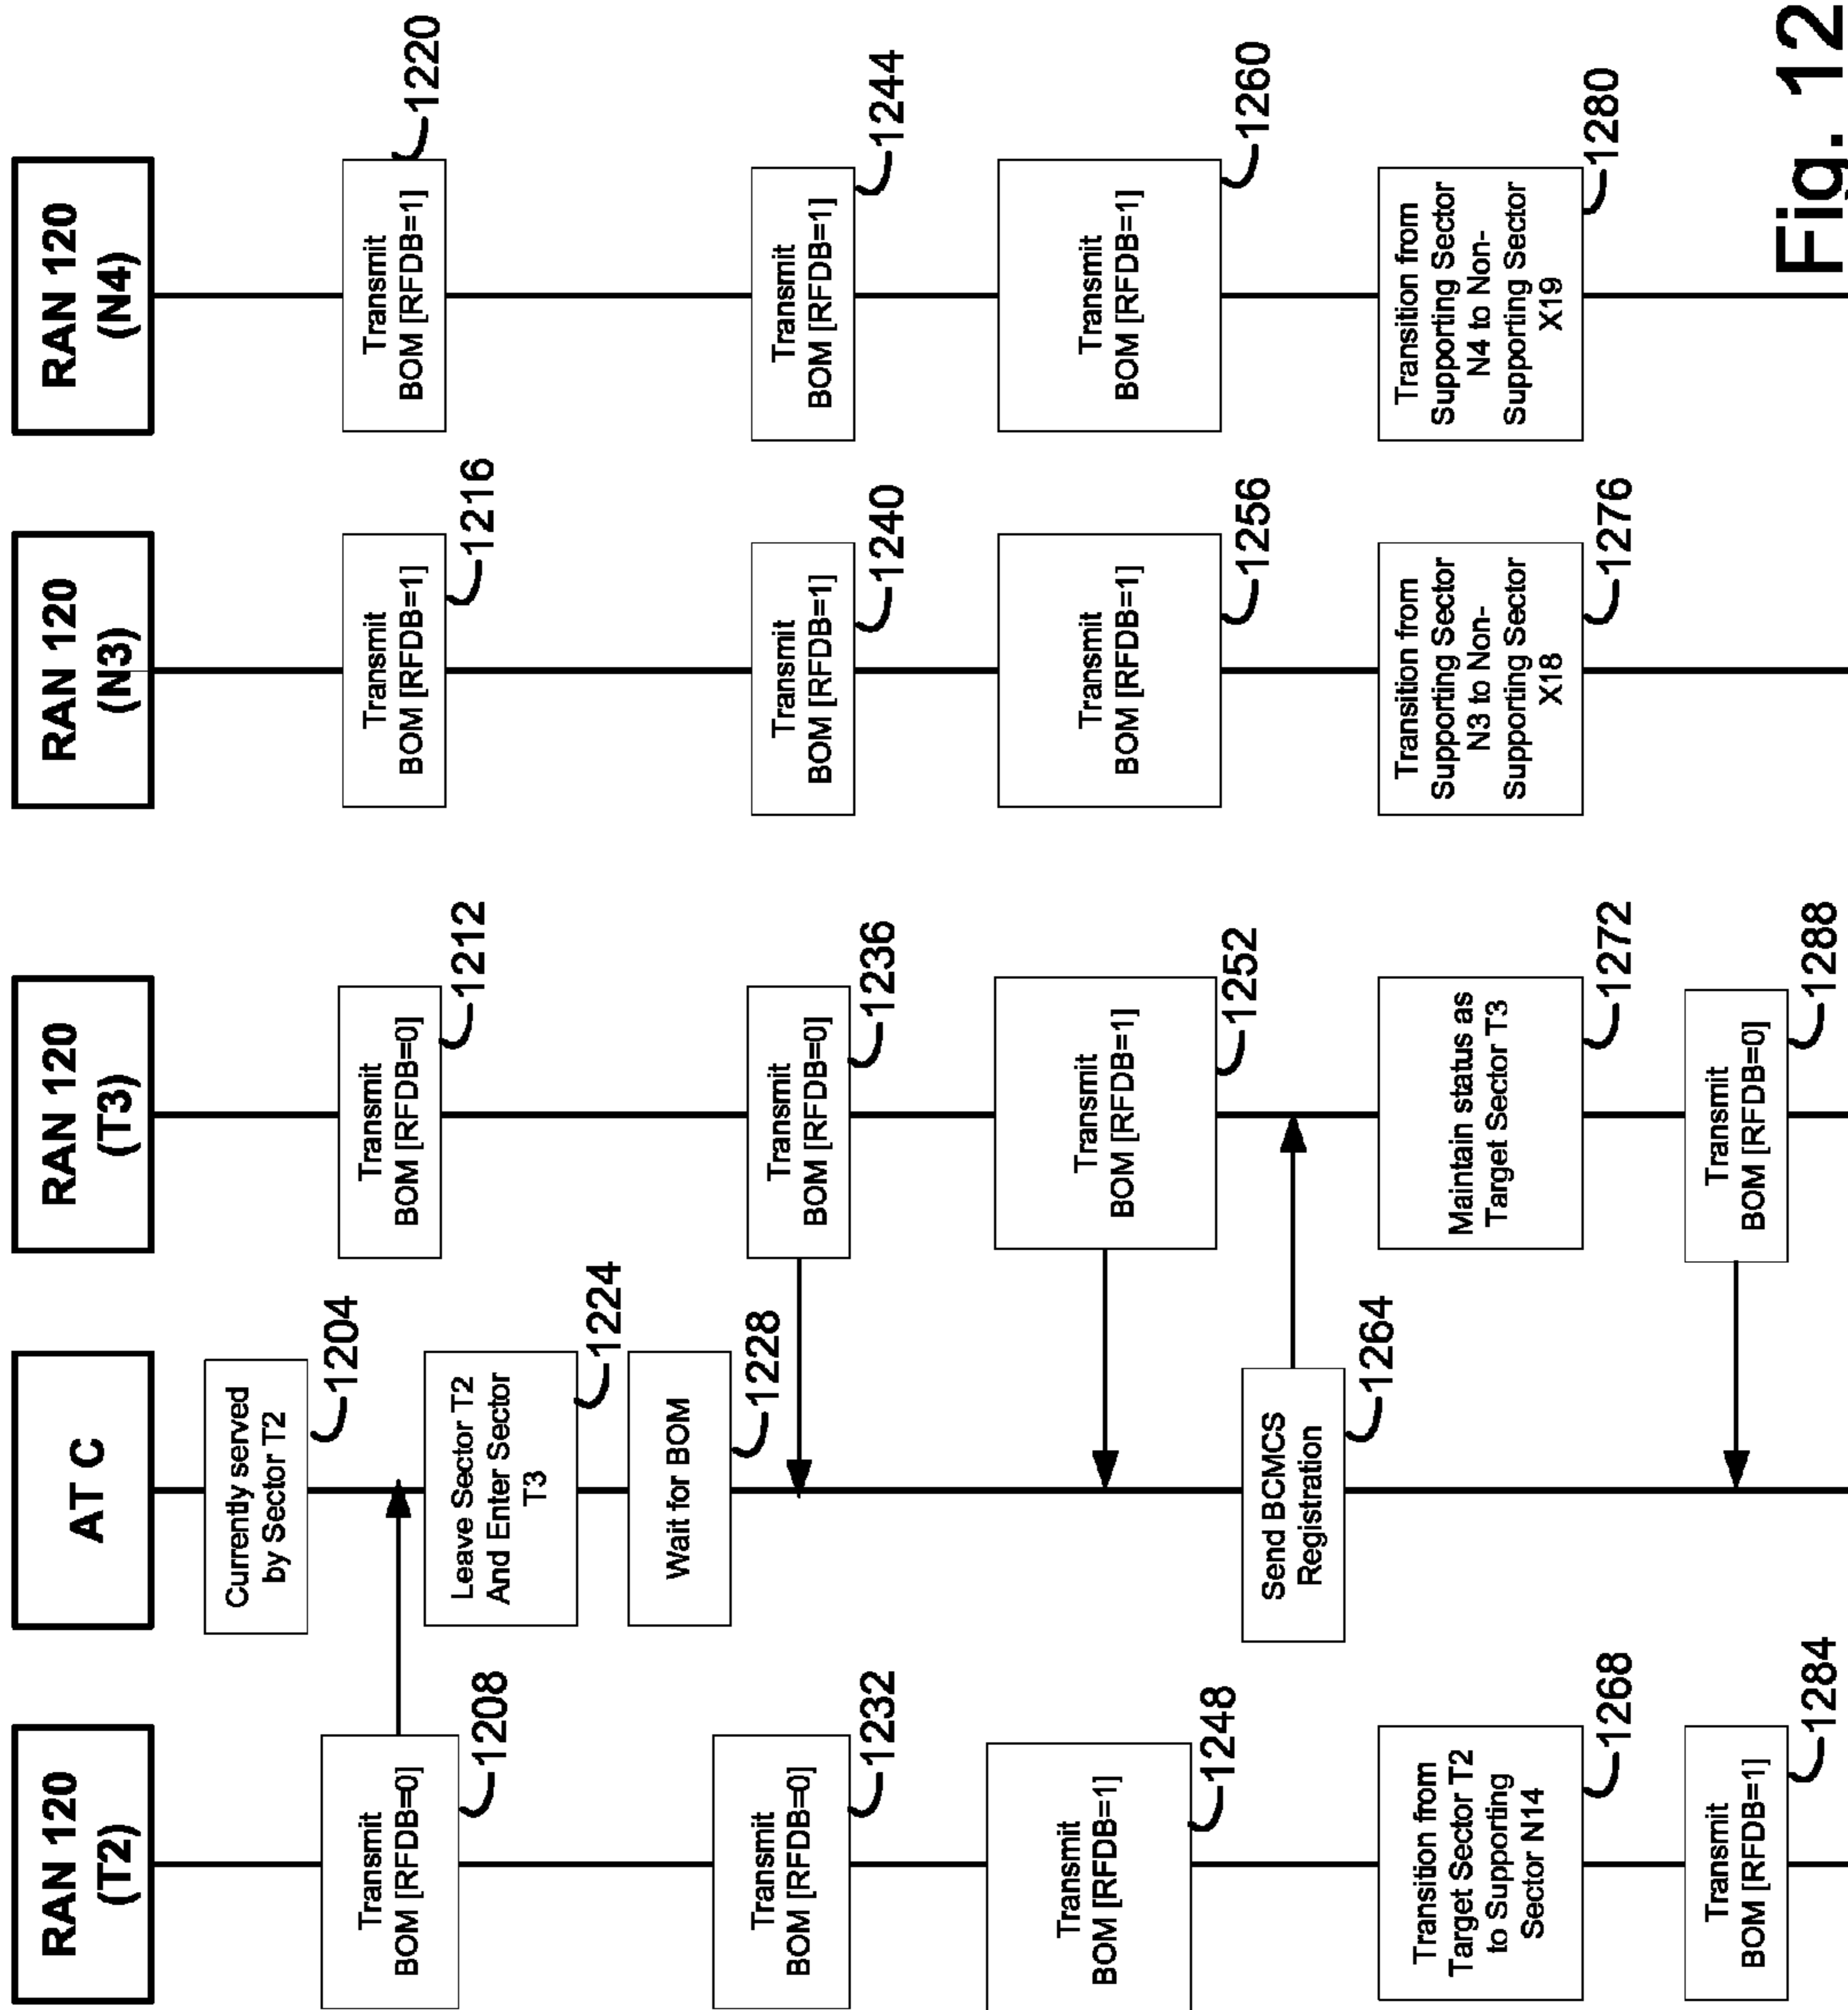 RAN 120
(T2)
AT C
RAN 120
(T3)
RAN 120
(N3)
RAN 120
(N4)
Currently served
by Sector T2
1204
Transmit
BOM [RFDB=0]
1208
Transmit
BOM [RFDB=0]
1212
Transmit
BOM [RFDB=1]
1216
Transmit
BOM [RFDB=1]
1220
Leave Sector T2
And Enter Sector
T3
1224
Wait for BOM
1228
Transmit
BOM [RFDB=0]
1232
Transmit
BOM [RFDB=0]
1236
Transmit
BOM [RFDB=1]
1240
Transmit
BOM [RFDB=1]
1244
Transmit
BOM [RFDB=1]
1248
Transmit
BOM [RFDB=1]
1252
Transmit
BOM [RFDB=1]
1256
Transmit
BOM [RFDB=1]
1260
Send BCMCS
Registration
1264
Transition from
Target Sector T2
to Supporting
Sector N14
1268
Maintain status as
Target Sector T3
1272
Transition from
Supporting Sector
N3 to Non-
Supporting Sector
X18
1276
Transition from
Supporting Sector
N4 to Non-
Supporting Sector
X19
1280
Transmit
BOM [RFDB=1]
1284
Transmit
BOM [RFDB=0]
1288
Fig. 12